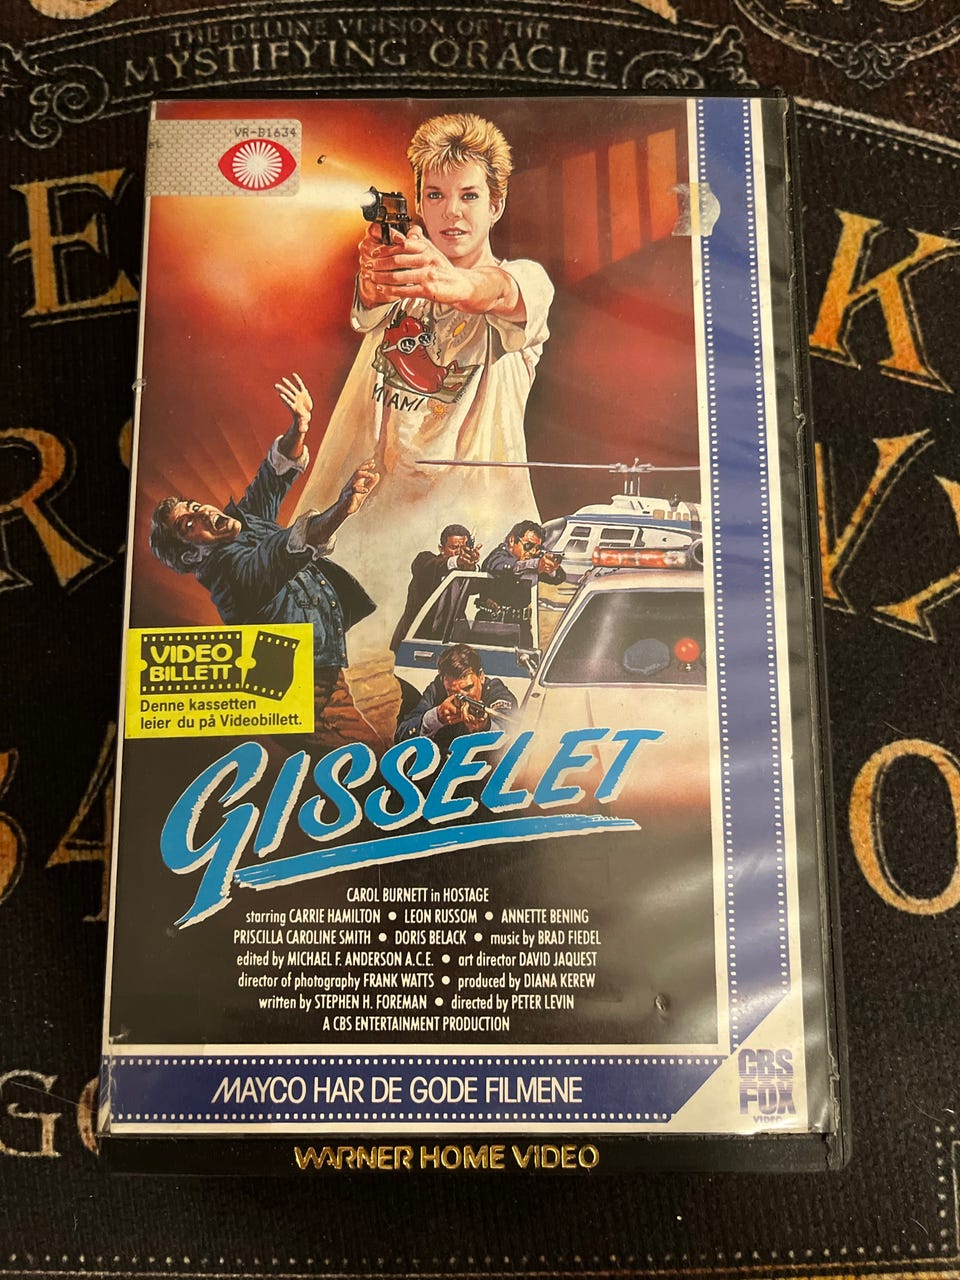 THE DELUXE VERSION OF THE
MYSTIFYING ORACLE
VR-B1634
MIAMI
VIDEO
BILLETT
Denne kassetten
leier du på Videobillett.
GISSELET
CAROL BURNETT in HOSTAGE
starring CARRIE HAMILTON • LEON RUSSOM • ANNETTE BENING
PRISCILLA CAROLINE SMITH • DORIS BELACK • music by BRAD FIEDEL
edited by MICHAEL F. ANDERSON A.C.E. • art director DAVID JAQUEST
director of photography FRANK WATTS • produced by DIANA KEREW
written by STEPHEN H. FOREMAN • directed by PETER LEVIN
A CBS ENTERTAINMENT PRODUCTION
MAYCO HAR DE GODE FILMENE
CBS
FOX
VIDEO
WARNER HOME VIDEO